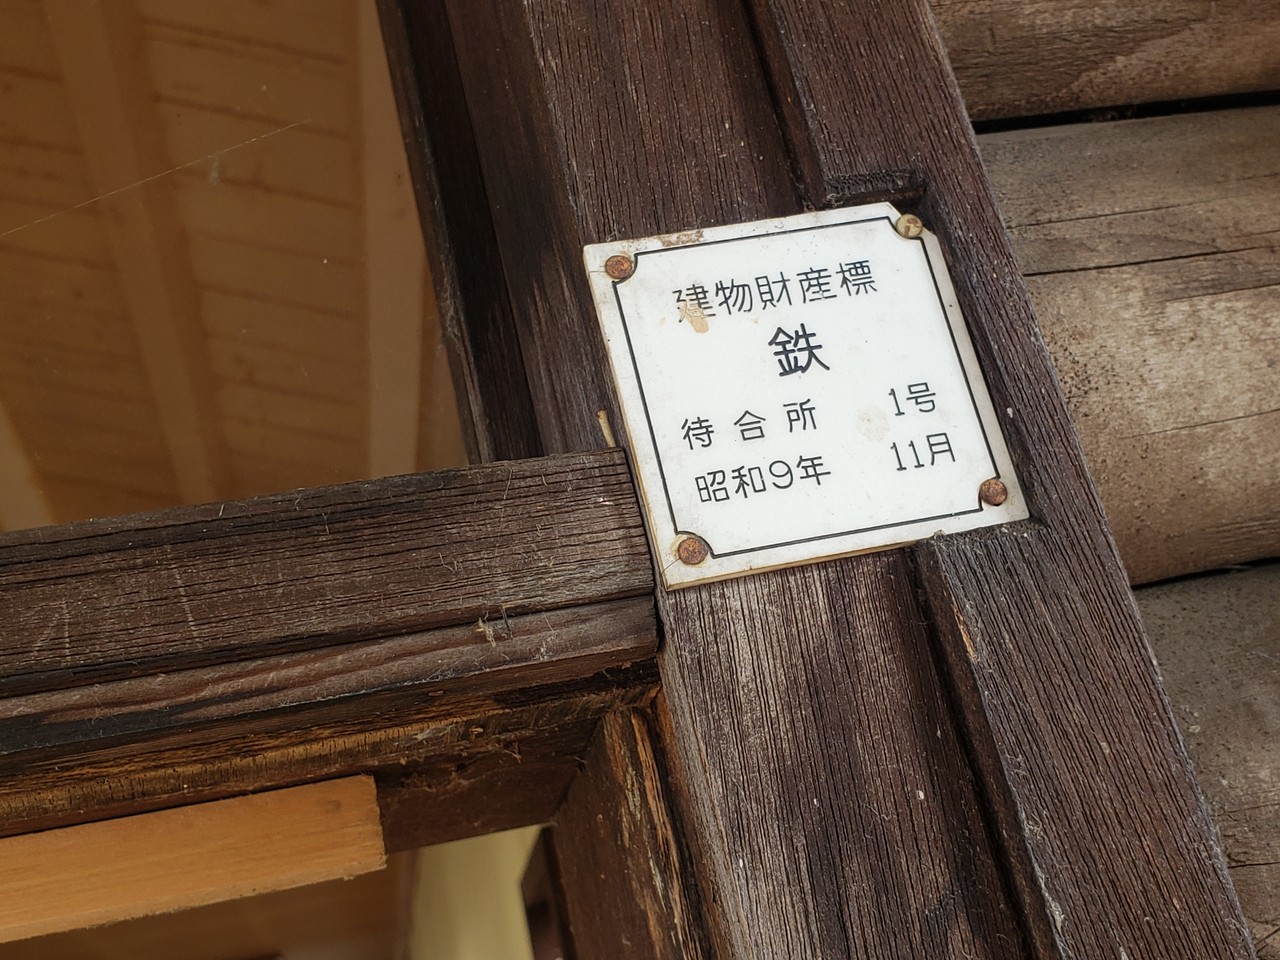 建物財産標
鉄
待合所 1号
昭和9年 11月